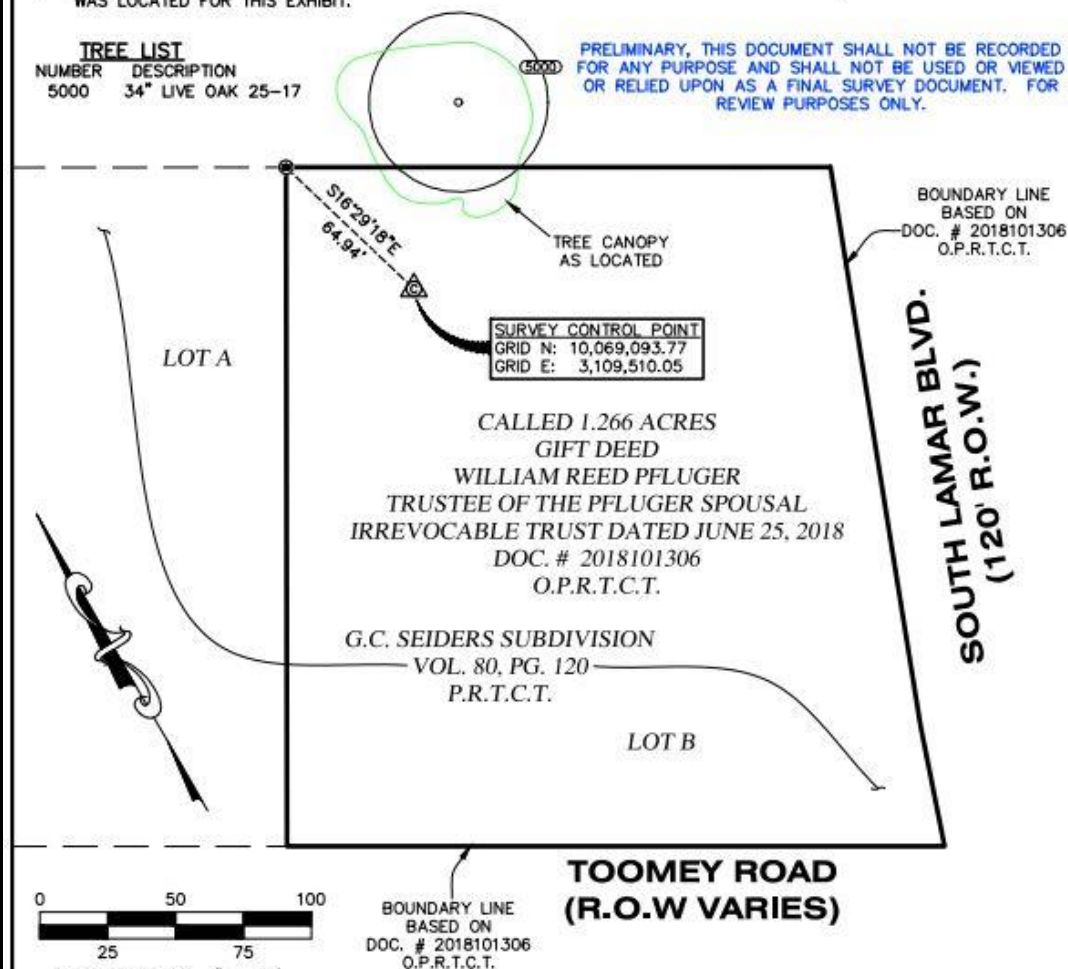 WAS LOCATED FOR THIS EXHIBIT.
TREE LIST
NUMBER DESCRIPTION
5000 34" LIVE OAK 25-17
5000
PRELIMINARY, THIS DOCUMENT SHALL NOT BE RECORDED
FOR ANY PURPOSE AND SHALL NOT BE USED OR VIEWED
OR RELIED UPON AS A FINAL SURVEY DOCUMENT. FOR
REVIEW PURPOSES ONLY.
S16°29'18"E
64.94'
TREE CANOPY
AS LOCATED
BOUNDARY LINE
BASED ON
DOC. # 2018101306
O.P.R.T.C.T.
C
SURVEY CONTROL POINT
GRID N: 10,069,093.77
GRID E: 3,109,510.05
LOT A
CALLED 1.266 ACRES
GIFT DEED
WILLIAM REED PFLUGER
TRUSTEE OF THE PFLUGER SPOUSAL
IRREVOCABLE TRUST DATED JUNE 25, 2018
DOC. # 2018101306
O.P.R.T.C.T.
SOUTH LAMAR BLVD.
(120' R.O.W.)
G.C. SEIDERS SUBDIVISION
VOL. 80, PG. 120
P.R.T.C.T.
LOT B
TOOMEY ROAD
(R.O.W VARIES)
0 50 100
25 75
BOUNDARY LINE
BASED ON
DOC. # 2018101306
O.P.R.T.C.T.